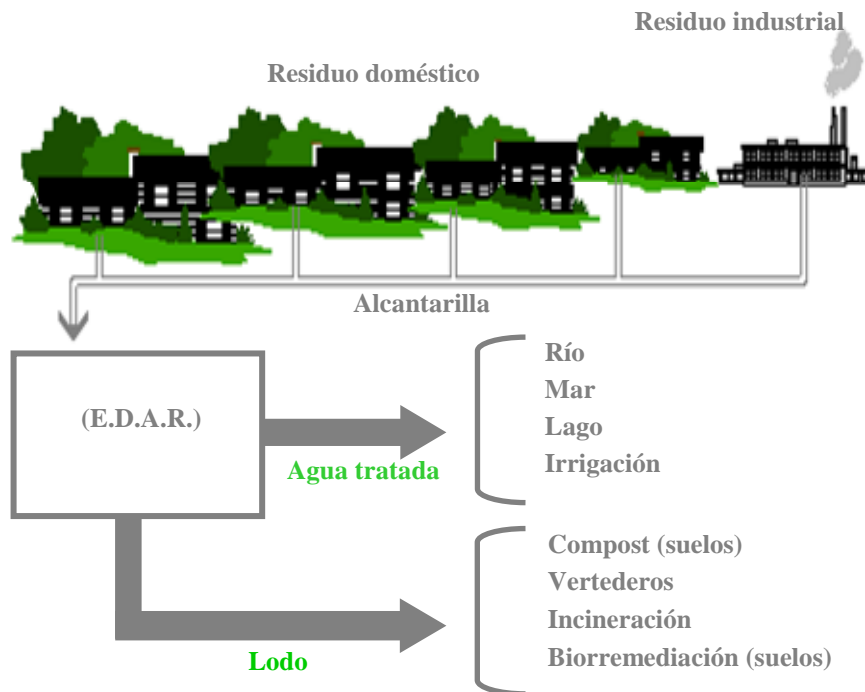 Residuo industrial
Residuo doméstico
Alcantarilla
(E.D.A.R.)
Agua tratada
Río
Mar
Lago
Irrigación
Lodo
Compost (suelos)
Vertederos
Incineración
Biorremediación (suelos)